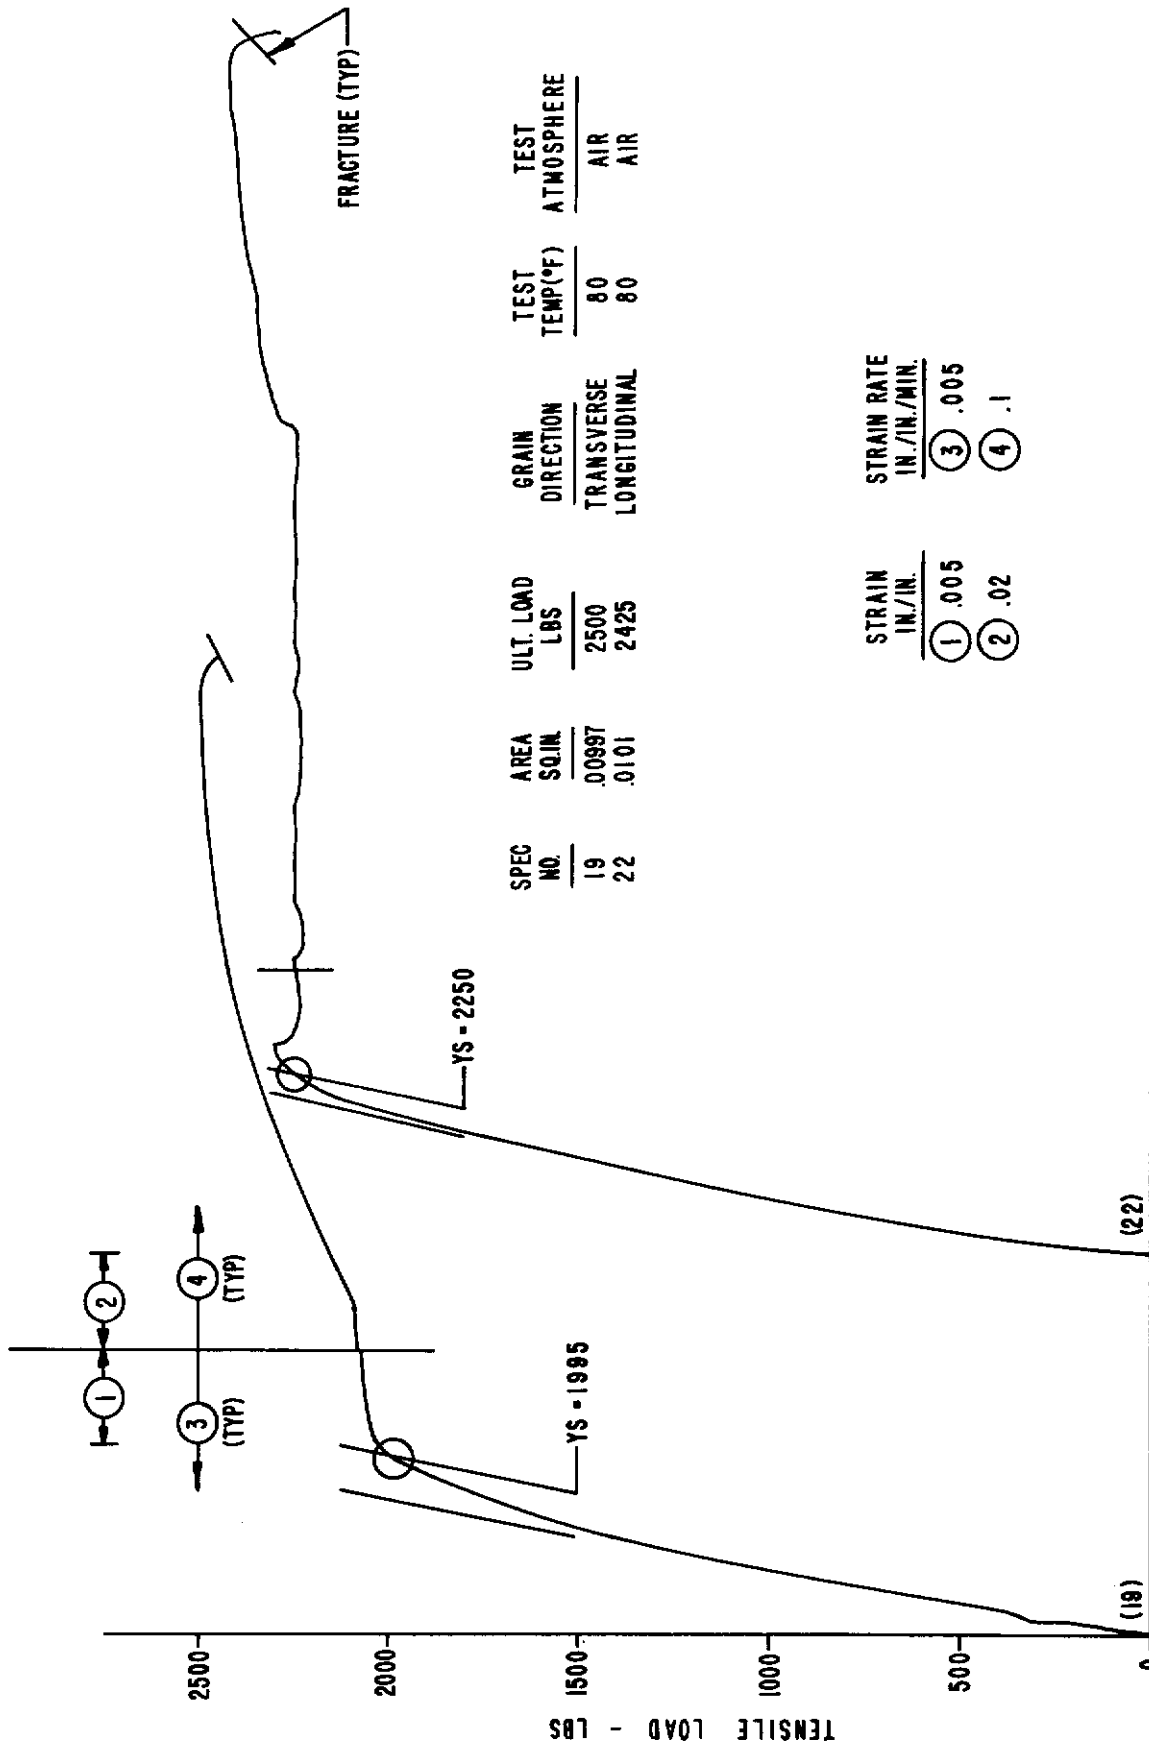 TENSILE LOAD - LBS
2500
2000
1500
1000
500
0
1
2
3
4
(TYP)
(TYP)
FRACTURE (TYP)
YS = 1995
YS = 2250
(19)
(22)
SPEC NO. AREA SQ.IN. ULT. LOAD LBS GRAIN DIRECTION TEST TEMP(°F) TEST ATMOSPHERE
19 .00997 2500 TRANSVERSE 80 AIR
22 .0101 2425 LONGITUDINAL 80 AIR
STRAIN IN./IN. STRAIN RATE IN./IN./MIN.
1 .005 3 .005
2 .02 4 .1